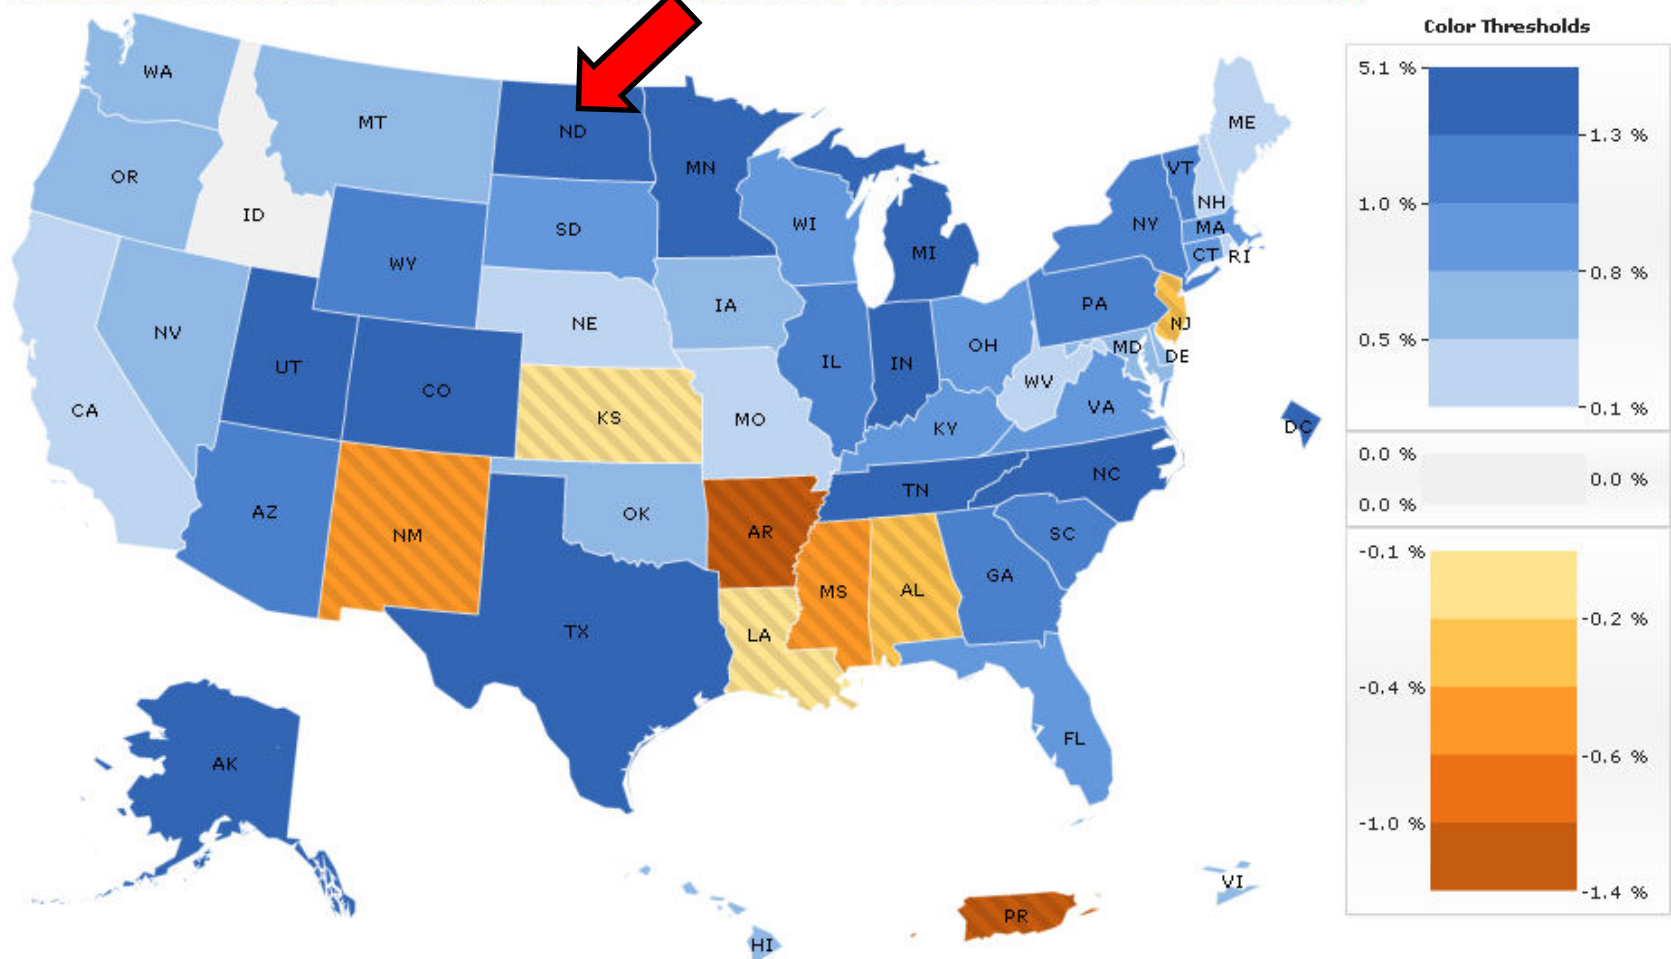 Color Thresholds
5.1 %
1.3 %
1.0 %
0.8 %
0.5 %
0.1 %
0.0 %
0.0 %
0.0 %
-0.1 %
-0.2 %
-0.4 %
-0.6 %
-1.0 %
-1.4 %
WA
MT
ND
MN
ME
OR
ID
SD
WI
VT
NH
NY
MA
CT
RI
WY
MI
IA
PA
NJ
NV
NE
IL
IN
OH
MD
DE
UT
CO
WV
CA
KS
MO
KY
VA
DC
AZ
NM
OK
AR
TN
NC
SC
MS
AL
GA
LA
TX
FL
AK
HI
PR
VI